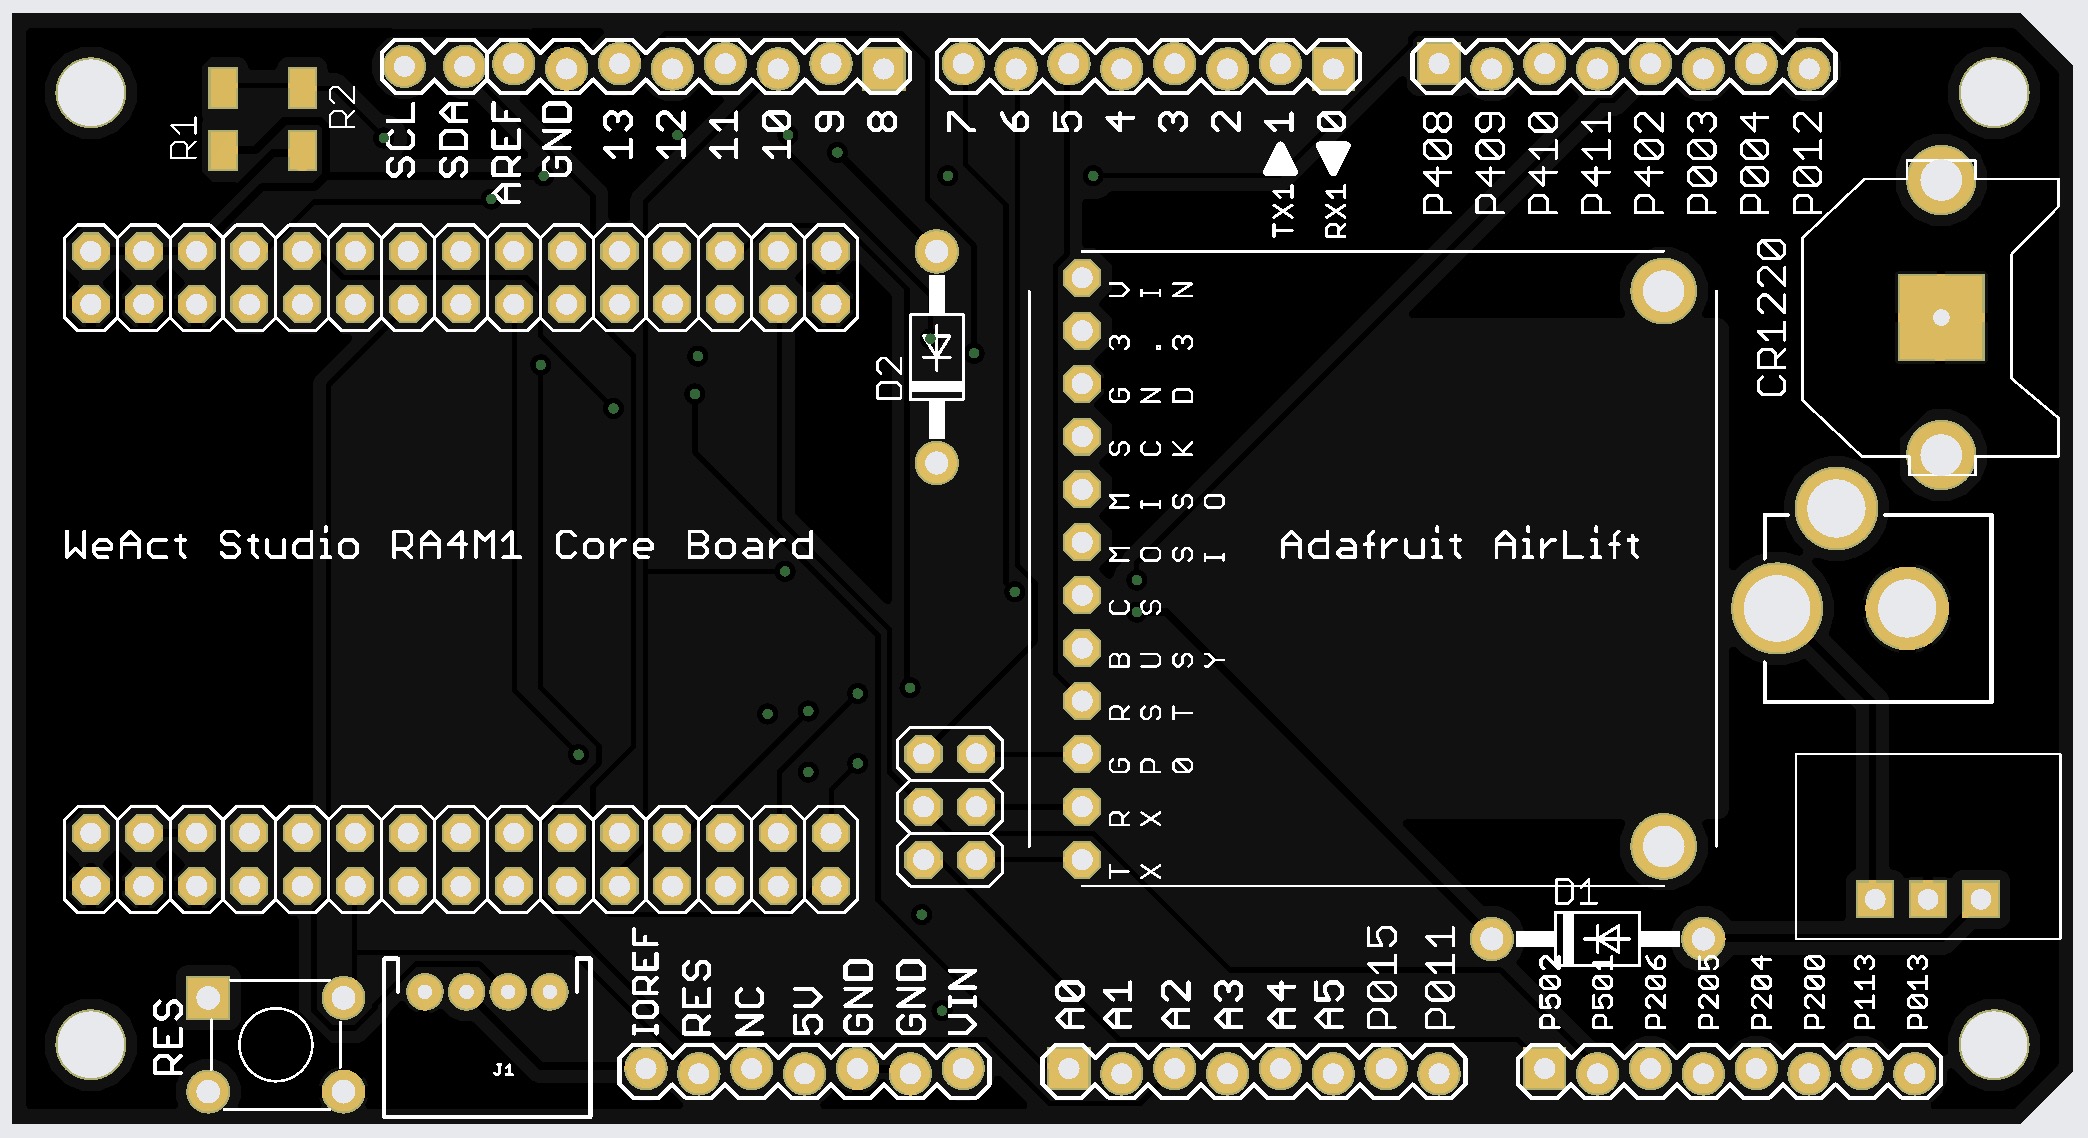 R1
R2
SCL
SDA
AREF
GND
13
12
11
10
9
8
7
6
5
4
3
2
1
0
TX1
RX1
P408
P409
P410
P411
P402
P003
P004
P012
CR1220
D2
VIN
3.3
GND
SCK
MISO
MOSI
CS
BUSY
RST
GP0
RX
TX
WeAct Studio RA4M1 Core Board
Adafruit AirLift
D1
RES
J1
IOREF
RES
NC
5V
GND
GND
VIN
A0
A1
A2
A3
A4
A5
P015
P011
P502
P501
P206
P205
P204
P200
P113
P013